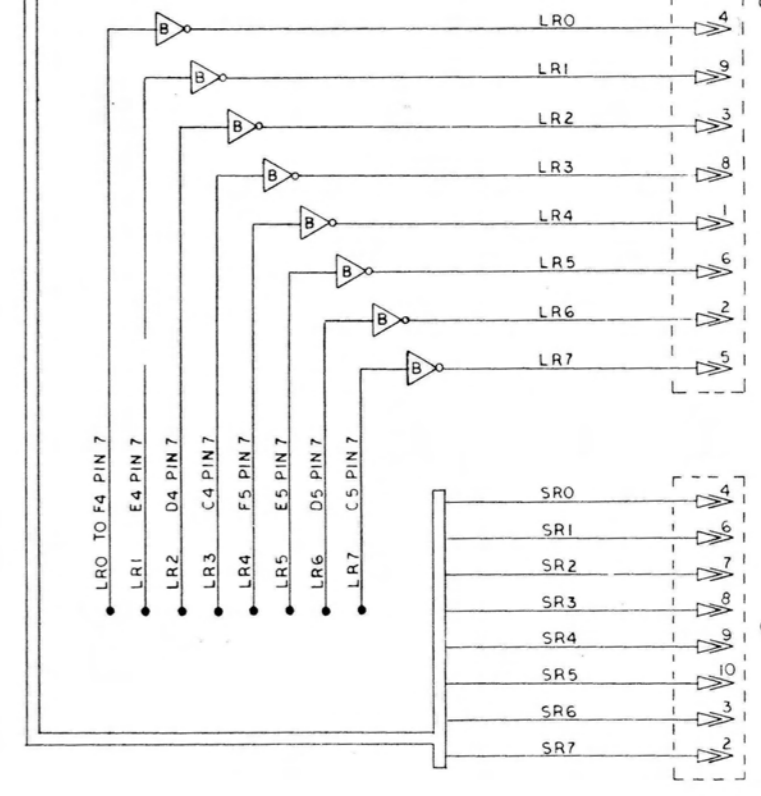 B LR0 4
B LR1 9
B LR2 3
B LR3 8
B LR4 1
B LR5 6
B LR6 2
B LR7 5
LR0 TO F4 PIN 7
LR1 E4 PIN 7
LR2 D4 PIN 7
LR3 C4 PIN 7
LR4 F5 PIN 7
LR5 E5 PIN 7
LR6 D5 PIN 7
LR7 C5 PIN 7
SR0 4
SR1 6
SR2 7
SR3 8
SR4 9
SR5 10
SR6 3
SR7 2